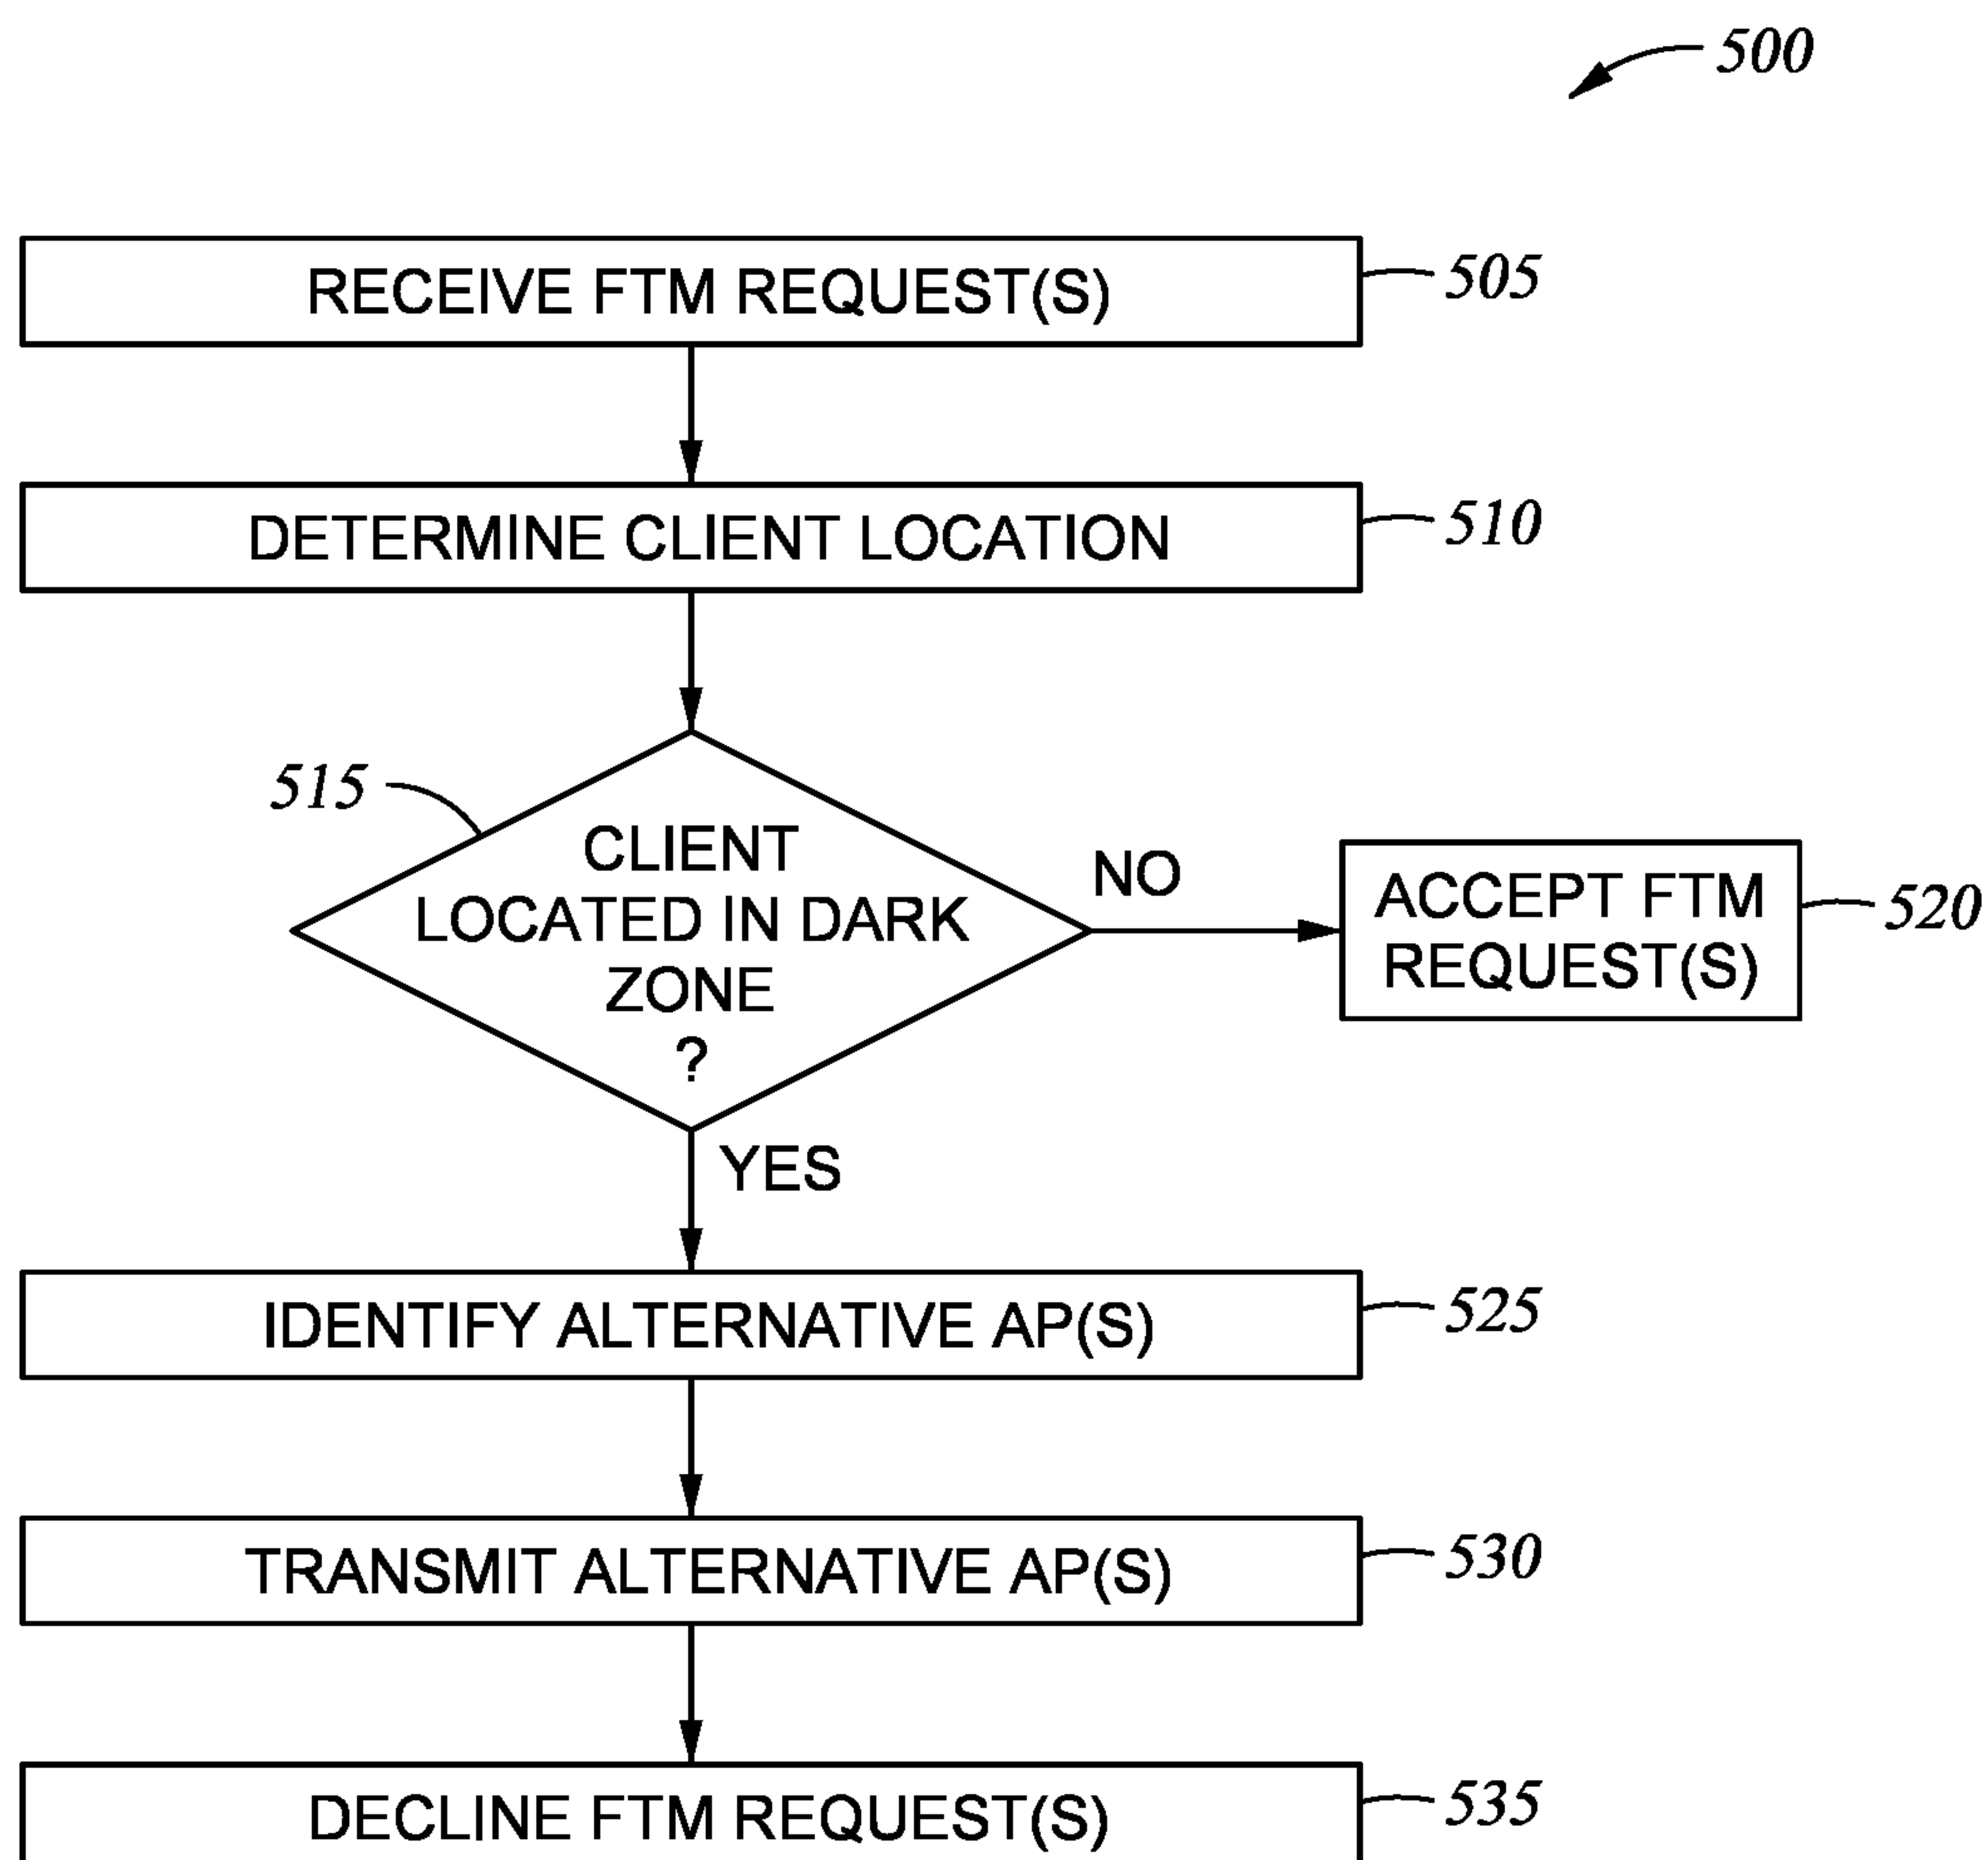 500
RECEIVE FTM REQUEST(S)
505
DETERMINE CLIENT LOCATION
510
515
CLIENT
LOCATED IN DARK
ZONE
?
NO
ACCEPT FTM
REQUEST(S)
520
YES
IDENTIFY ALTERNATIVE AP(S)
525
TRANSMIT ALTERNATIVE AP(S)
530
DECLINE FTM REQUEST(S)
535